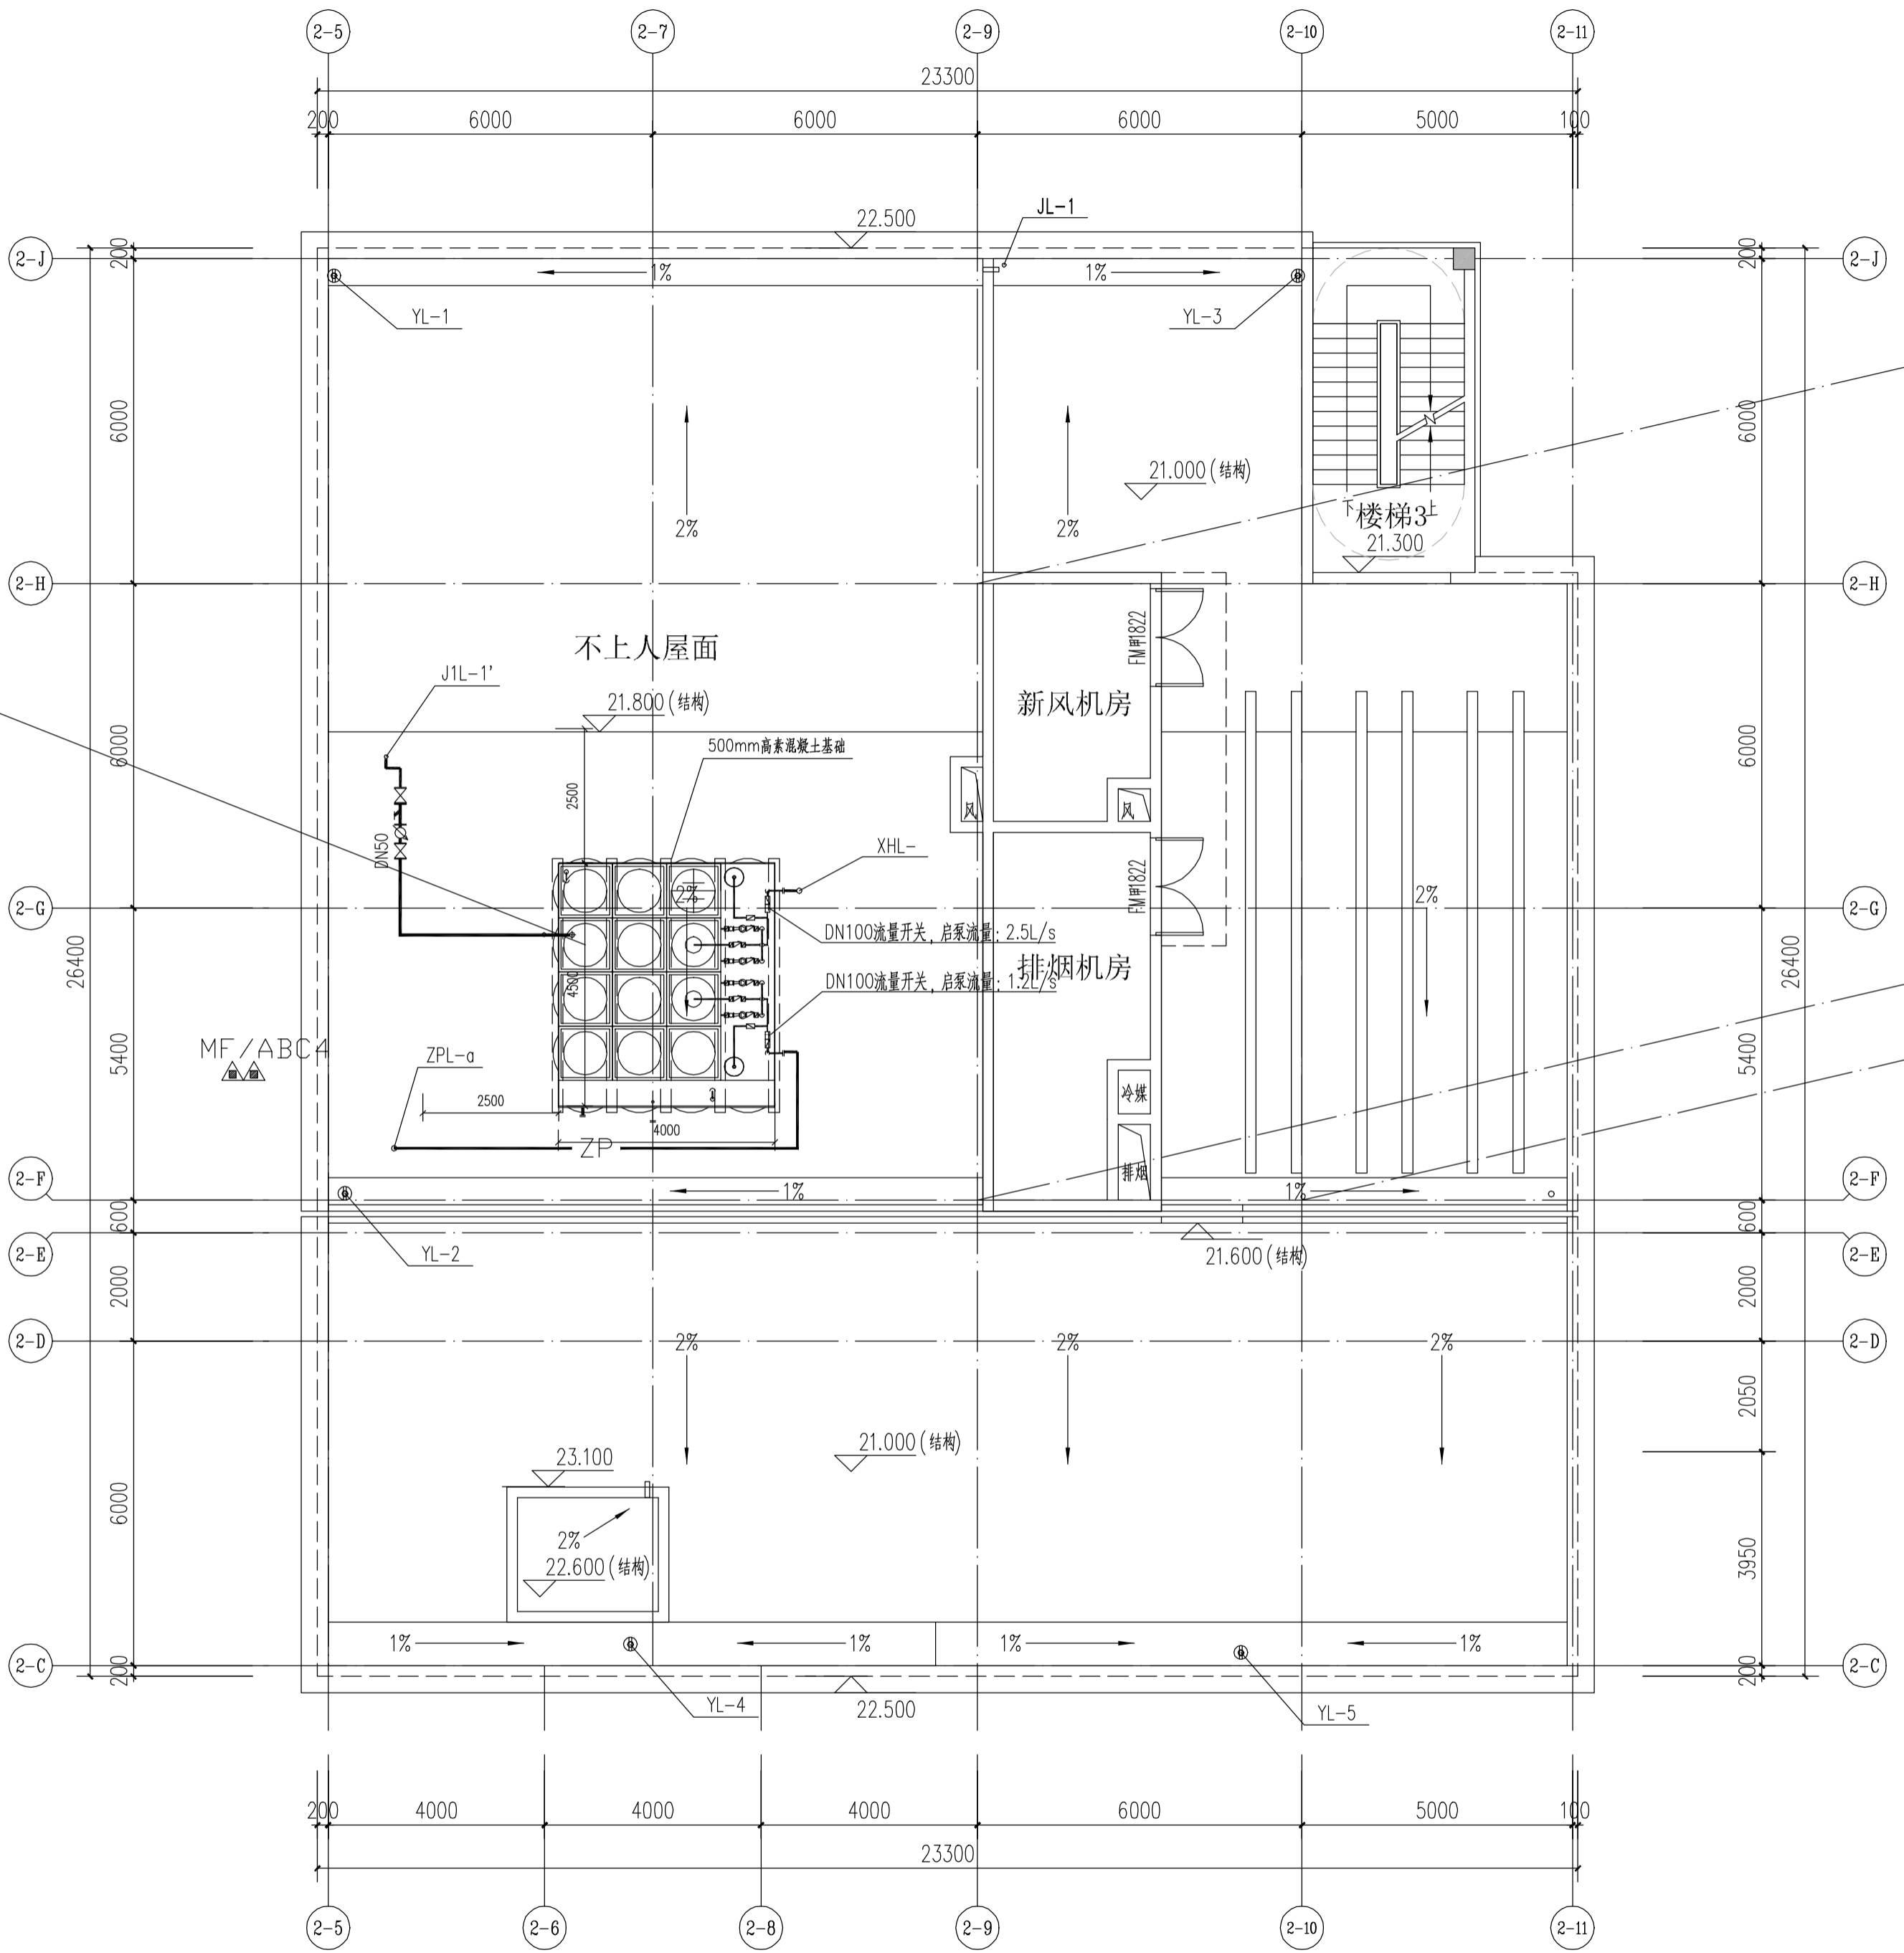 2-5
2-7
2-9
2-10
2-11
23300
200
6000
6000
6000
5000
100
JL-1
22.500
2-J
200
1%
1%
200
2-J
YL-1
YL-3
6000
6000
21.000(结构)
2%
2%
下
楼梯3
上
21.300
2-H
2-H
FM甲1822
不上人屋面
J1L-1'
新风机房
21.800(结构)
6000
500mm高素混凝土基础
6000
2500
风
风
DN50
XHL-
FM甲1822
2%
2%
2-G
2-G
DN100流量开关, 启泵流量: 2.5L/s
26400
排烟机房
26400
4500
DN100流量开关, 启泵流量: 1.2L/s
MF/ABC4
5400
ZPL-a
5400
冷媒
2500
4000
ZP
排烟
2-F
1%
1%
2-F
600
600
2-E
YL-2
21.600(结构)
2-E
2000
2000
2-D
2%
2%
2%
2-D
2050
21.000(结构)
23.100
6000
2%
22.600(结构)
3950
1%
1%
1%
1%
2-C
200
200
2-C
YL-4
22.500
YL-5
200
4000
4000
4000
6000
5000
100
23300
2-5
2-6
2-8
2-9
2-10
2-11